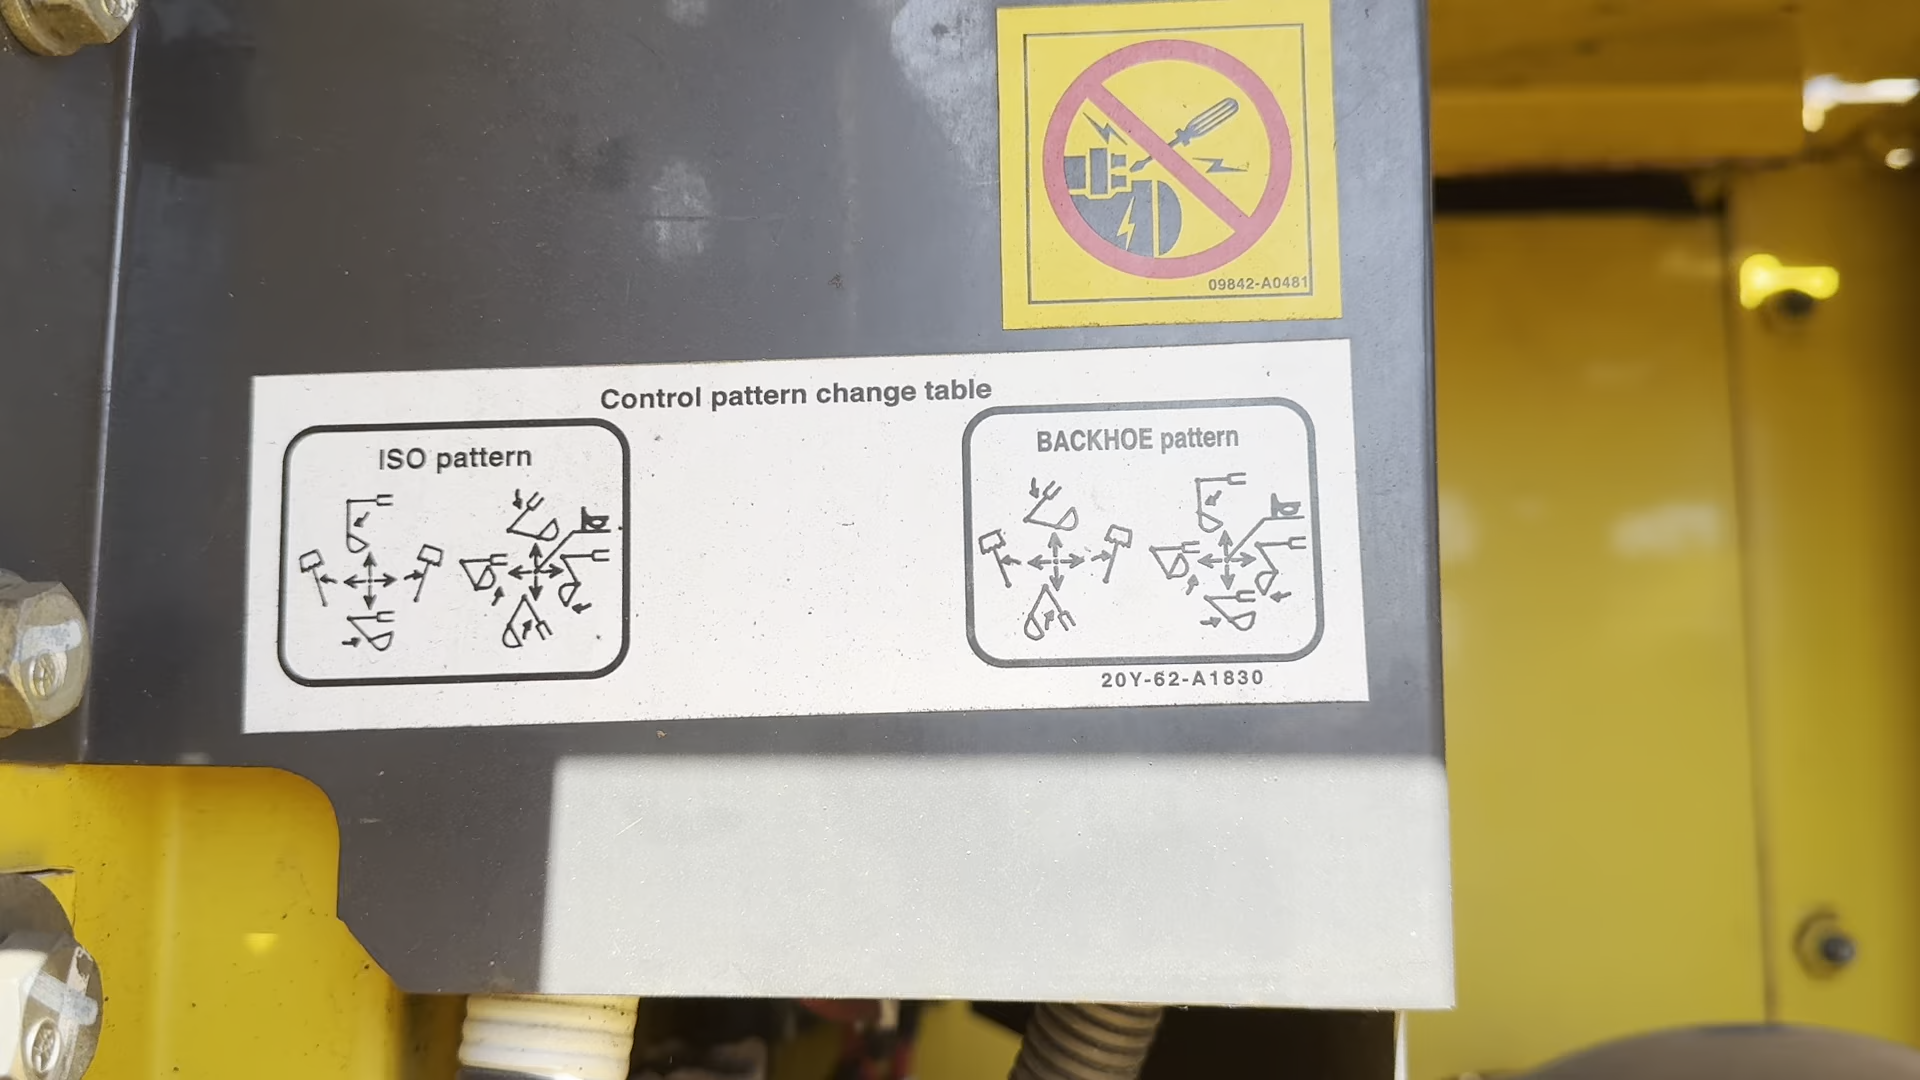 09842-A0481
Control pattern change table
ISO pattern
BACKHOE pattern
20Y-62-A1830